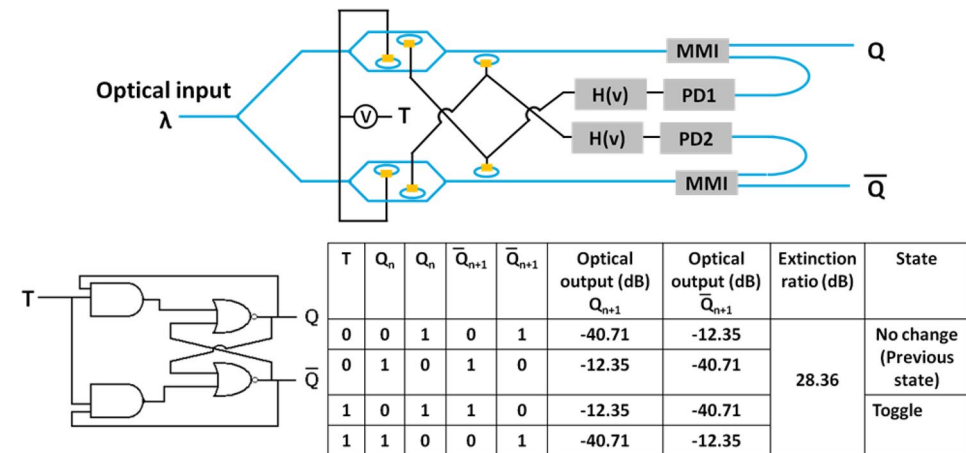 Optical input
λ
V
T
MMI
Q
H(v)
PD1
H(v)
PD2
MMI
Q̅
T
Q
Q̅
T Qn Qn Q̅n+1 Q̅n+1 Optical output (dB) Qn+1 Optical output (dB) Q̅n+1 Extinction ratio (dB) State
0 0 1 0 1 -40.71 -12.35 28.36 No change (Previous state)
0 1 0 1 0 -12.35 -40.71
1 0 1 1 0 -12.35 -40.71 Toggle
1 1 0 0 1 -40.71 -12.35